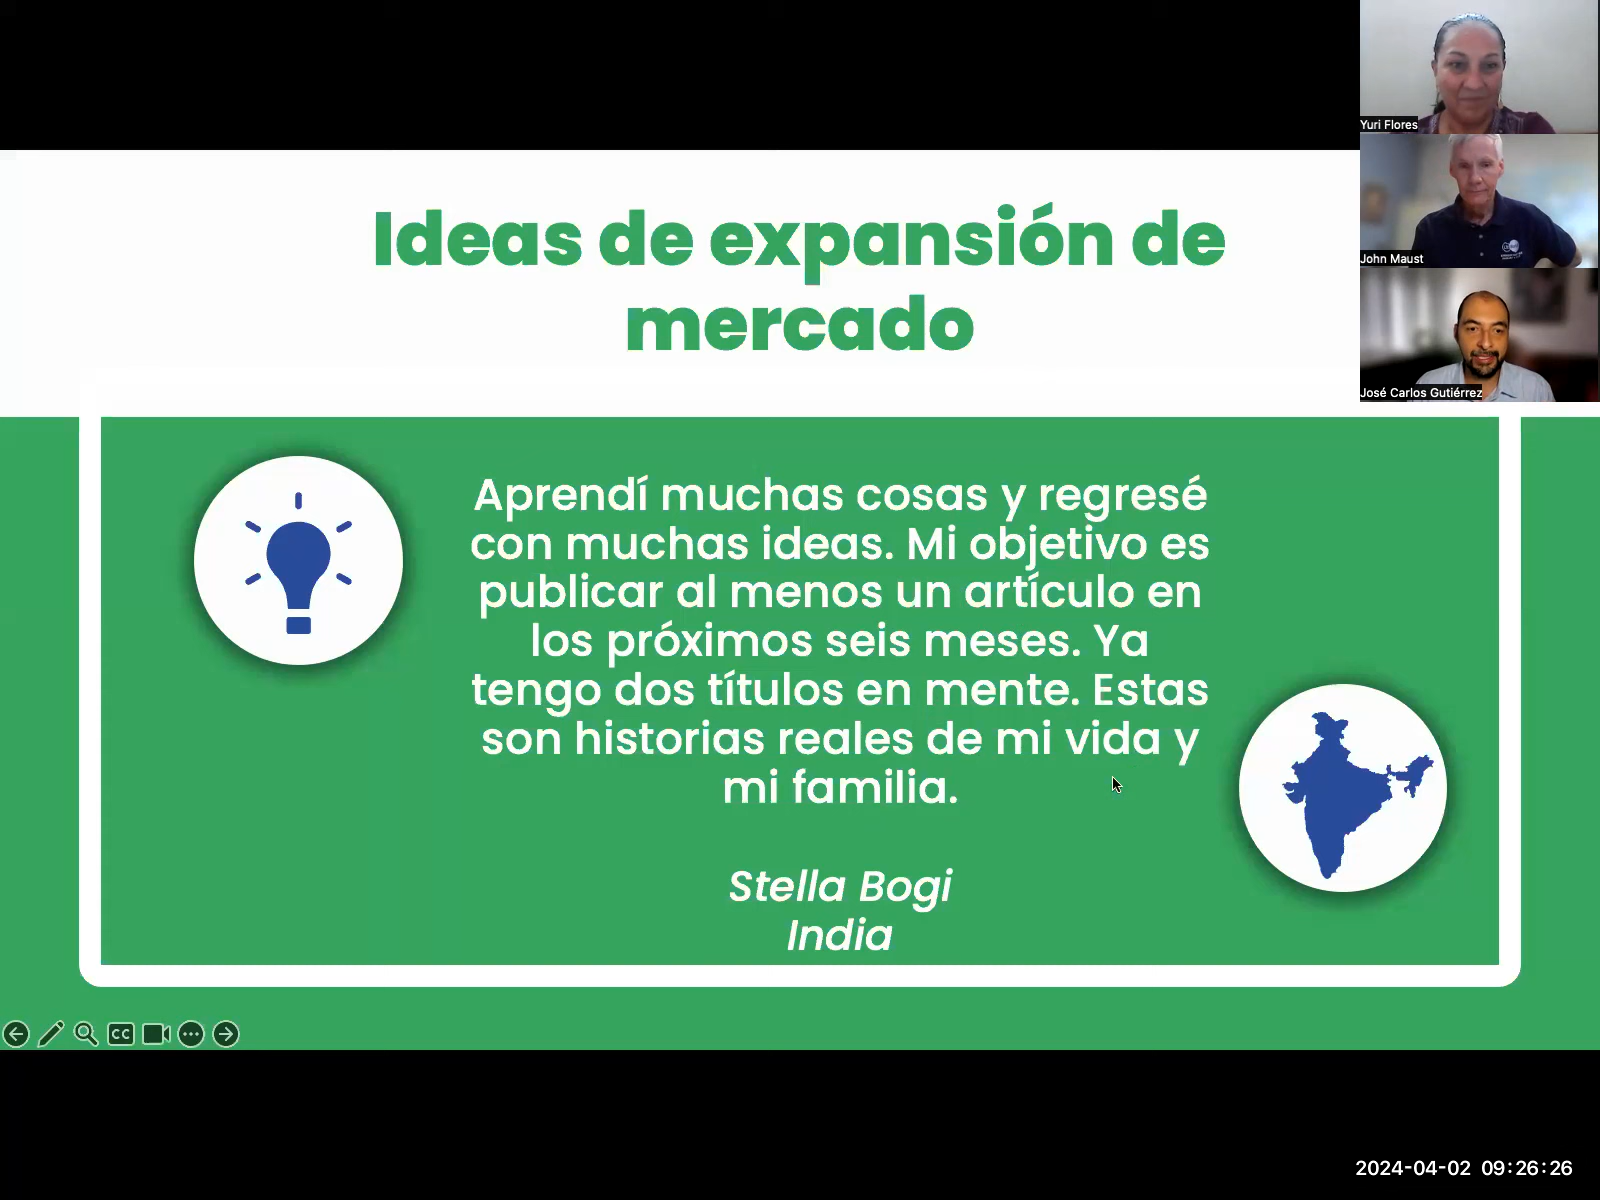 Yuri Flores
John Maust
José Carlos Gutiérrez
Ideas de expansión de
mercado
Aprendí muchas cosas y regresé
con muchas ideas. Mi objetivo es
publicar al menos un artículo en
los próximos seis meses. Ya
tengo dos títulos en mente. Estas
son historias reales de mi vida y
mi familia.
Stella Bogi
India
CC
2024-04-02 09:26:26